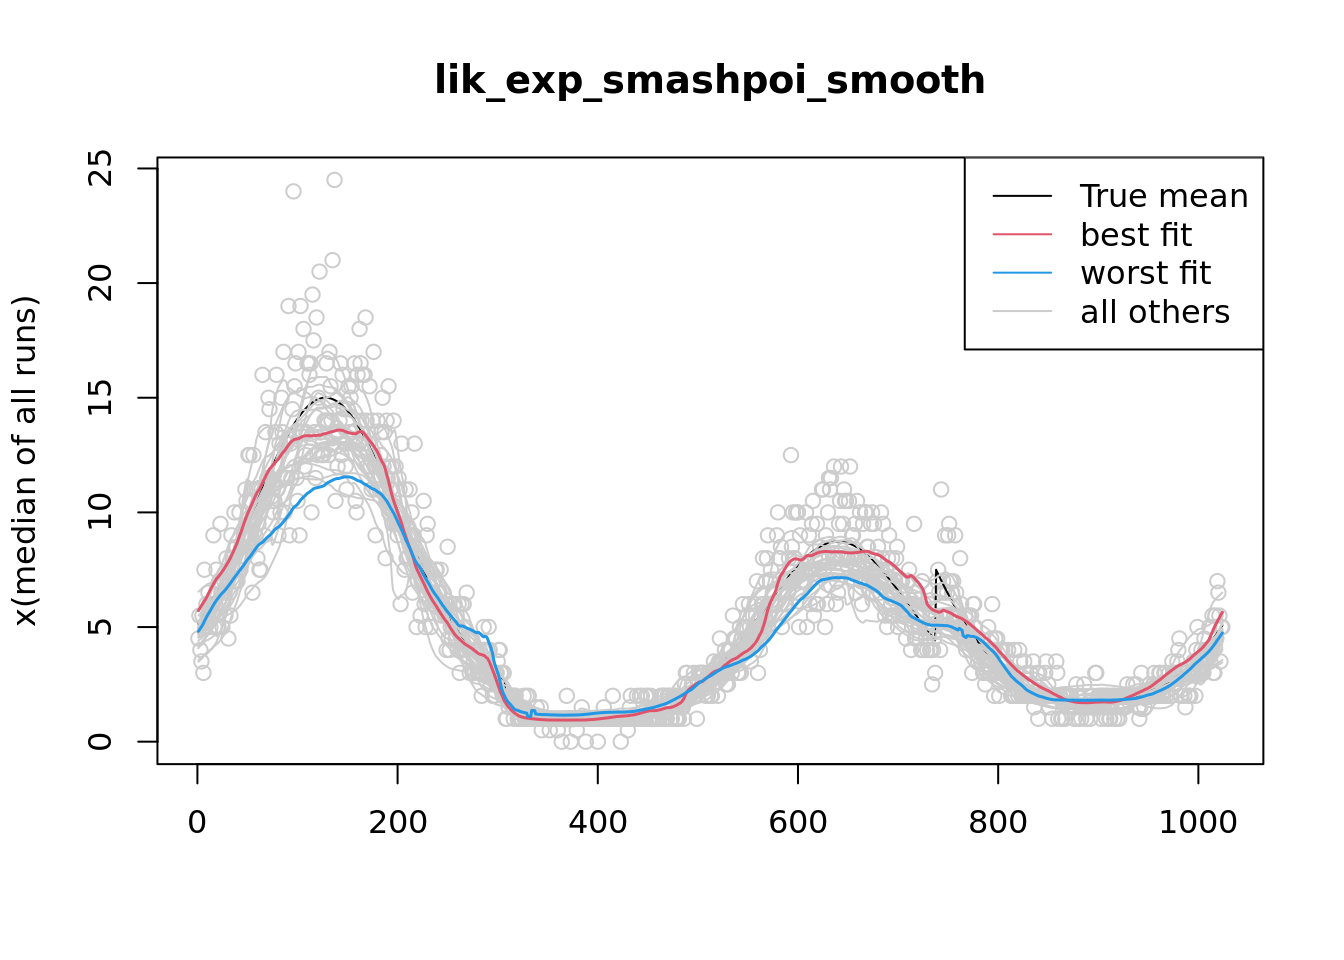 lik_exp_smashpoi_smooth
x(median of all runs)
25
20
15
10
5
0
True mean
best fit
worst fit
all others
0 200 400 600 800 1000